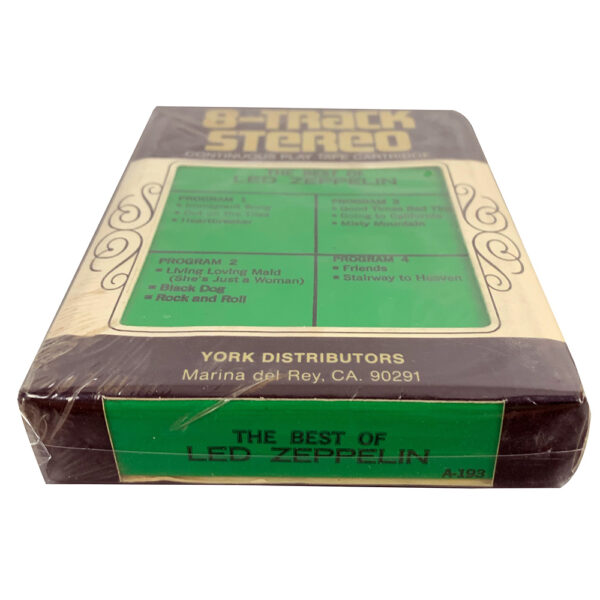 8-TRACK
STEREO
CONTINUOUS PLAY TAPE CARTRIDGE
THE BEST OF
LED ZEPPELIN
PROGRAM 1
Immigrant Song
Out on the Tiles
Heartbreaker
PROGRAM 3
Good Times Bad
Going to California
Misty Mountain
PROGRAM 2
Living Loving Maid
(She's Just a Woman)
Black Dog
Rock and Roll
PROGRAM 4
Friends
Stairway to Heaven
YORK DISTRIBUTORS
Marina del Rey, CA. 90291
THE BEST OF
LED ZEPPELIN
A-193